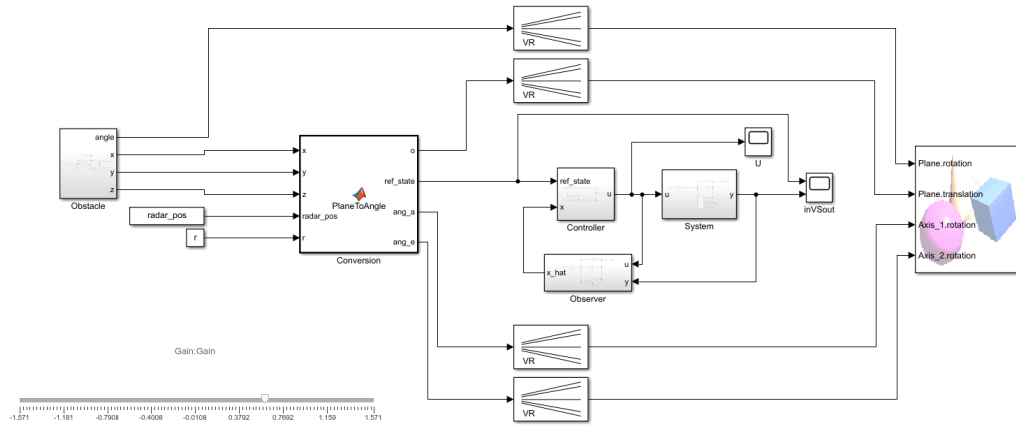 VR
VR
angle
x
y
z
Obstacle
radar_pos
r
x
y
z
radar_pos
r
PlaneToAngle
o
ref_state
ang_a
ang_e
Conversion
ref_state
x
u
Controller
u
y
System
U
inVSout
x_hat
u
y
Observer
Plane.rotation
Plane.translation
Axis_1.rotation
Axis_2.rotation
VR
VR
Gain:Gain
-1.571 -1.181 -0.7908 -0.4008 -0.0108 0.3792 0.7692 1.159 1.571